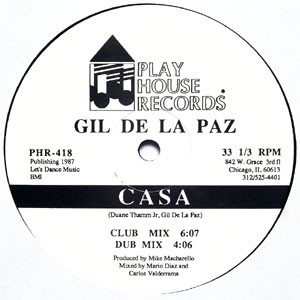 PLAY
HOUSE
RECORDS.
GIL DE LA PAZ
PHR-418
Publishing 1987
Let's Dance Music
BMI
33 1/3 RPM
842 W. Grace 3rd fl
Chicago, IL 60613
312/525-4401
CASA
(Duane Thamm Jr, Gil De La Paz)
CLUB MIX 6:07
DUB MIX 4:06
Produced by Mike Macharello
Mixed by Mario Diaz and
Carlos Valderrama